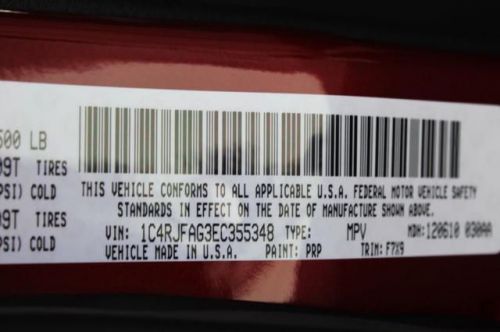 500 LB
09T TIRES
PSI) COLD
09T TIRES
PSI) COLD
THIS VEHICLE CONFORMS TO ALL APPLICABLE U.S.A. FEDERAL MOTOR VEHICLE SAFETY
STANDARDS IN EFFECT ON THE DATE OF MANUFACTURE SHOWN ABOVE.
VIN: 1C4RJFAG3EC355348 TYPE: MPV MDH: 120610 030AA
VEHICLE MADE IN U.S.A. PAINT: PRP TRIM: F7X9